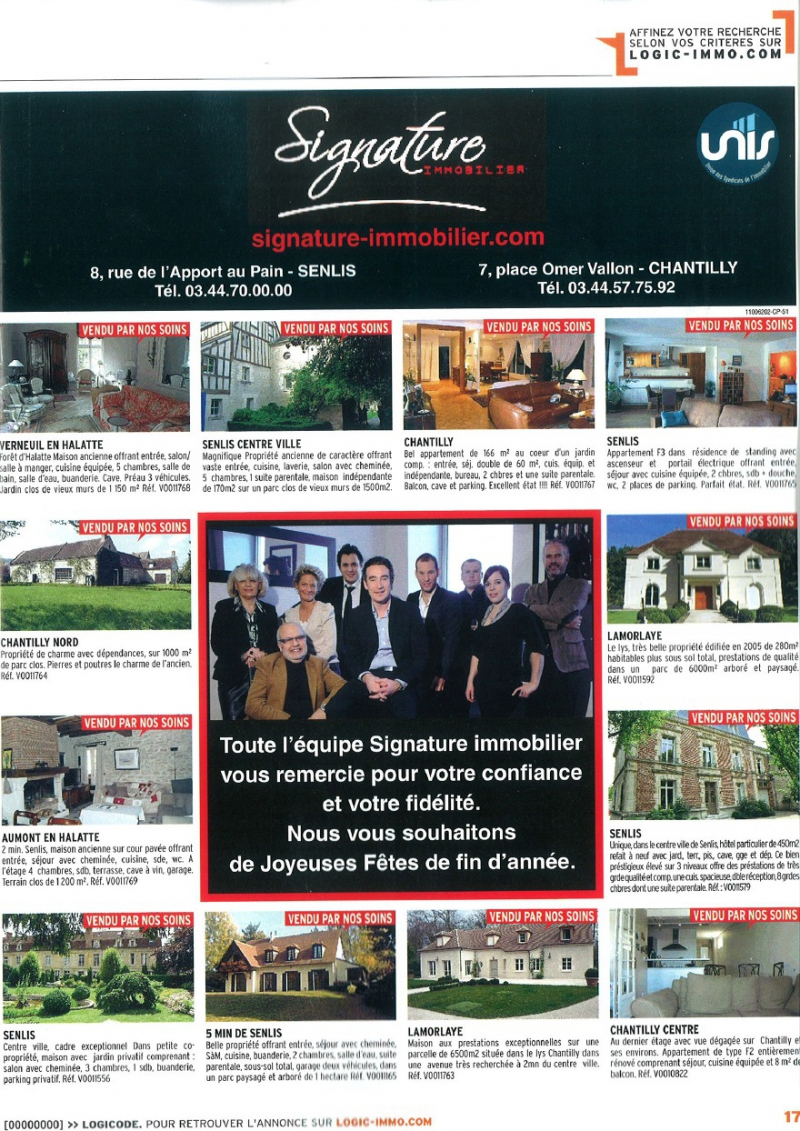 AFFINEZ VOTRE RECHERCHE
SELON VOS CRITERES SUR
LOGIC-IMMO.COM
Signature
IMMOBILIER
unis
signature-immobilier.com
8, rue de l'Apport au Pain - SENLIS
Tél. 03.44.70.00.00
7, place Omer Vallon - CHANTILLY
Tél. 03.44.57.75.92
11006202-CP-51
VENDU PAR NOS SOINS
VERNEUIL EN HALATTE
Forêt d'Halatte Maison ancienne offrant entrée, salon/
salle à manger, cuisine équipée, 5 chambres, salle de
bain, salle d'eau, buanderie. Cave. Préau 3 véhicules.
Jardin clos de vieux murs de 1 150 m² Réf. V0011768
VENDU PAR NOS SOINS
SENLIS CENTRE VILLE
Magnifique Propriété ancienne de caractère offrant
vaste entrée, cuisine, laverie, salon avec cheminée,
5 chambres, 1 suite parentale, maison indépendante
de 170m2 sur un parc clos de vieux murs de 1500m2.
VENDU PAR NOS SOINS
CHANTILLY
Bel appartement de 166 m² au coeur d'un jardin
comp. : entrée, séj. double de 60 m², cuis. équip. et
indépendante, bureau, 2 chbres et une suite parentale.
Balcon, cave et parking. Excellent état !!!! Réf V0011767
VENDU PAR NOS SOINS
SENLIS
Appartement F3 dans résidence de standing avec
ascenseur et portail électrique offrant entrée,
séjour avec cuisine équipée, 2 chbres, sdb + douche,
wc, 2 places de parking. Parfait état. Réf. V0011765
VENDU PAR NOS SOINS
CHANTILLY NORD
Propriété de charme avec dépendances, sur 1000 m²
de parc clos. Pierres et poutres le charme de l'ancien.
Réf. V0011764
VENDU PAR NOS SOINS
LAMORLAYE
Le lys, très belle propriété édifiée en 2005 de 280m²
habitables plus sous sol total, prestations de qualité
dans un parc de 6000m² arboré et paysagé.
Réf. V0011592
VENDU PAR NOS SOINS
AUMONT EN HALATTE
2 min. Senlis, maison ancienne sur cour pavée offrant
entrée, séjour avec cheminée, cuisine, sde, wc. A
l'étage 4 chambres, sdb, terrasse, cave à vin, garage.
Terrain clos de 1 200 m². Réf. V0011769
Toute l'équipe Signature immobilier
vous remercie pour votre confiance
et votre fidélité.
Nous vous souhaitons
de Joyeuses Fêtes de fin d'année.
VENDU PAR NOS SOINS
SENLIS
Unique, dans le centre ville de Senlis, hôtel particulier de 450m2
refait à neuf avec jard., terr., pis, cave, gge et dép. Ce bien
préstigieux élevé sur 3 niveaux offre des préstations de très
grde qualité et comp. une cuis. spacieuse, dble réception, 8 grdes
chbres dont une suite parentale. Réf. : V0011579
VENDU PAR NOS SOINS
SENLIS
Centre ville, cadre exceptionnel Dans petite co-
propriété, maison avec jardin privatif comprenant :
salon avec cheminée, 3 chambres, 1 sdb, buanderie,
parking privatif. Réf. V0011556
VENDU PAR NOS SOINS
5 MIN DE SENLIS
Belle propriété offrant entrée, séjour avec cheminée,
SàM, cuisine, buanderie, 2 chambres, salle d'eau, suite
parentale, sous-sol total, garage deux véhicules, dans
un parc paysagé et arboré de 1 hectare Réf V0011165
VENDU PAR NOS SOINS
LAMORLAYE
Maison aux prestations exceptionnelles sur une
parcelle de 6500m2 située dans le lys Chantilly dans
une avenue très recherchée à 2mn du centre ville.
Réf. V0011763
VENDU PAR NOS SOINS
CHANTILLY CENTRE
Au dernier étage avec vue dégagée sur Chantilly et
ses environs. Appartement de type F2 entièrement
rénové comprenant séjour, cuisine équipée et 8 m² de
balcon. Réf. V0010822
[00000000] >> LOGICODE. POUR RETROUVER L'ANNONCE SUR LOGIC-IMMO.COM
17